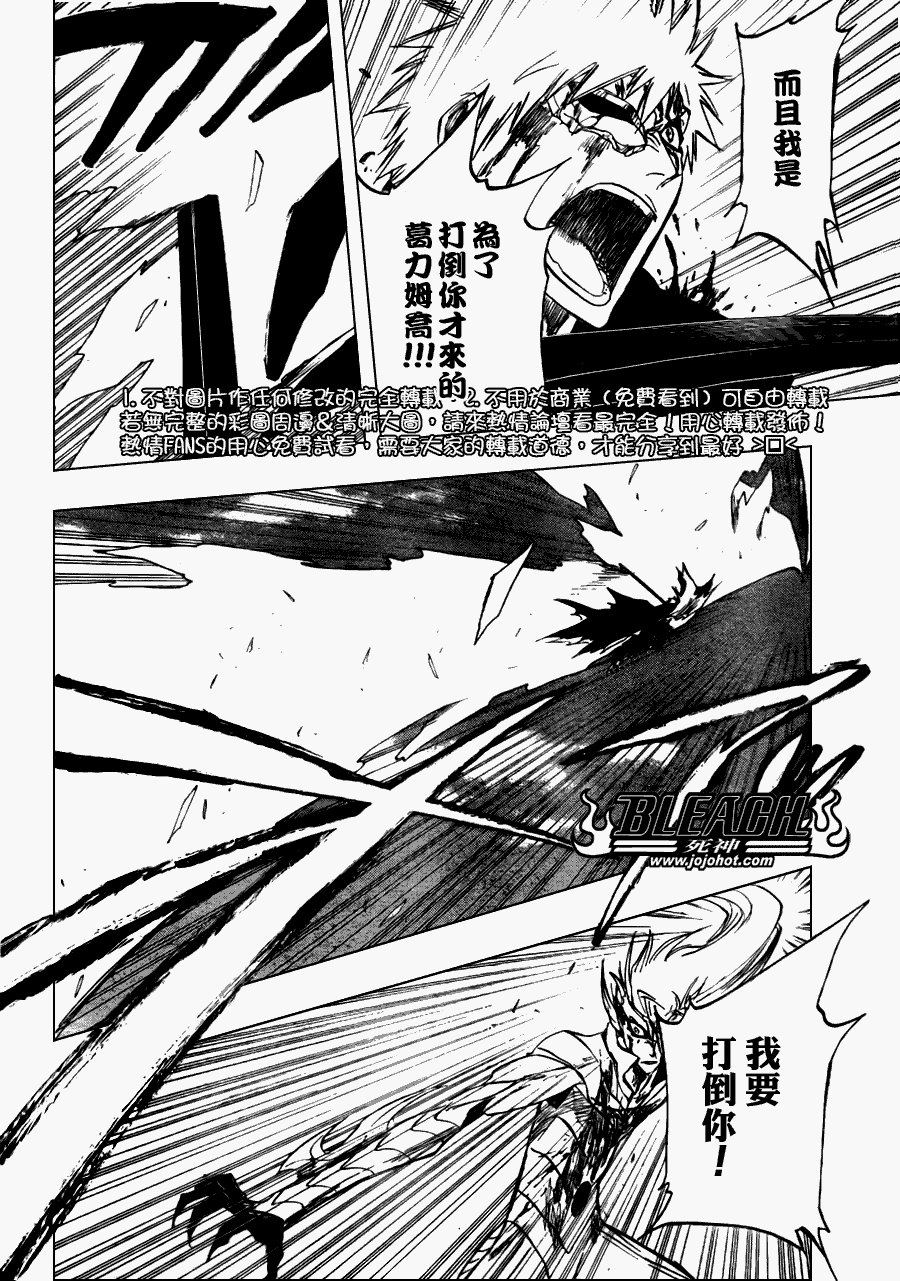 而且我是
為了
打倒你才來的
葛力姆喬!!!
1. 不對圖片作任何修改的完全轉載 2. 不用於商業（免費看到）可自由轉載
若無完整的彩圖周邊&清晰大圖，請來熱情論壇看最完全！用心轉載發佈！
熱情FANS的用心免費試看，需要大家的轉載道德，才能分享到最好 >□<
BLEACH
死神
www.jojohot.com
我要
打倒你！